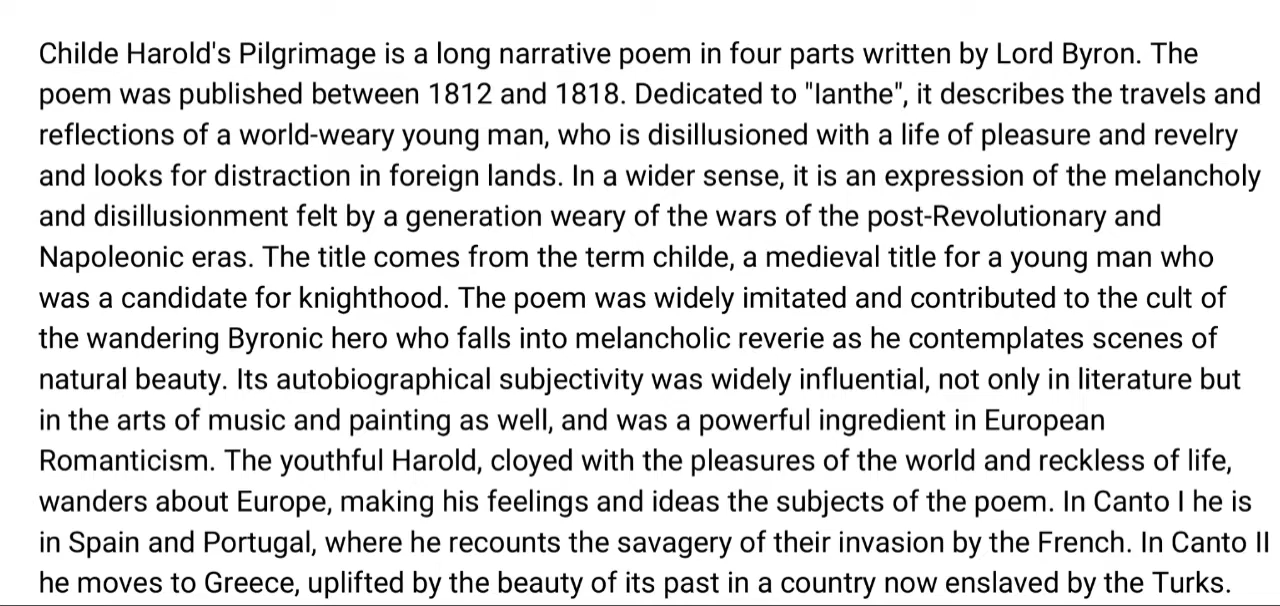 Childe Harold's Pilgrimage is a long narrative poem in four parts written by Lord Byron. The
poem was published between 1812 and 1818. Dedicated to "Ianthe", it describes the travels and
reflections of a world-weary young man, who is disillusioned with a life of pleasure and revelry
and looks for distraction in foreign lands. In a wider sense, it is an expression of the melancholy
and disillusionment felt by a generation weary of the wars of the post-Revolutionary and
Napoleonic eras. The title comes from the term childe, a medieval title for a young man who
was a candidate for knighthood. The poem was widely imitated and contributed to the cult of
the wandering Byronic hero who falls into melancholic reverie as he contemplates scenes of
natural beauty. Its autobiographical subjectivity was widely influential, not only in literature but
in the arts of music and painting as well, and was a powerful ingredient in European
Romanticism. The youthful Harold, cloyed with the pleasures of the world and reckless of life,
wanders about Europe, making his feelings and ideas the subjects of the poem. In Canto I he is
in Spain and Portugal, where he recounts the savagery of their invasion by the French. In Canto II
he moves to Greece, uplifted by the beauty of its past in a country now enslaved by the Turks.